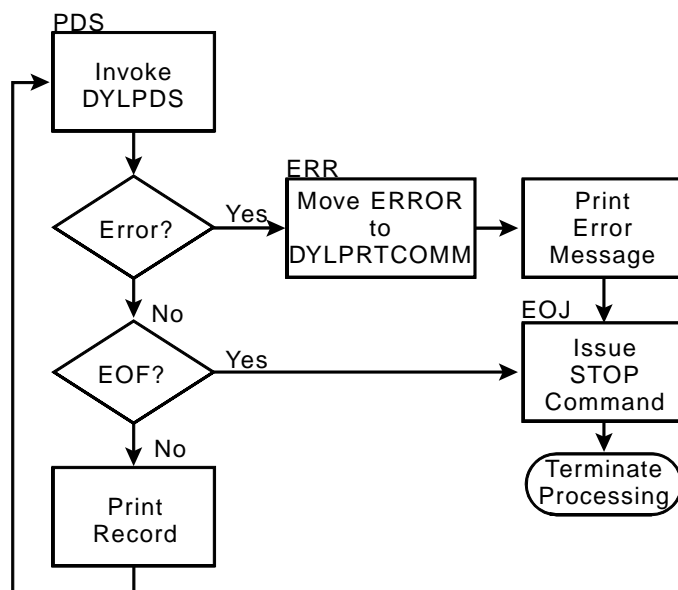 PDS
Invoke
DYLPDS
Error?
Yes
ERR
Move ERROR
to
DYLPRTCOMM
Print
Error
Message
No
EOF?
Yes
EOJ
Issue
STOP
Command
No
Print
Record
Terminate
Processing